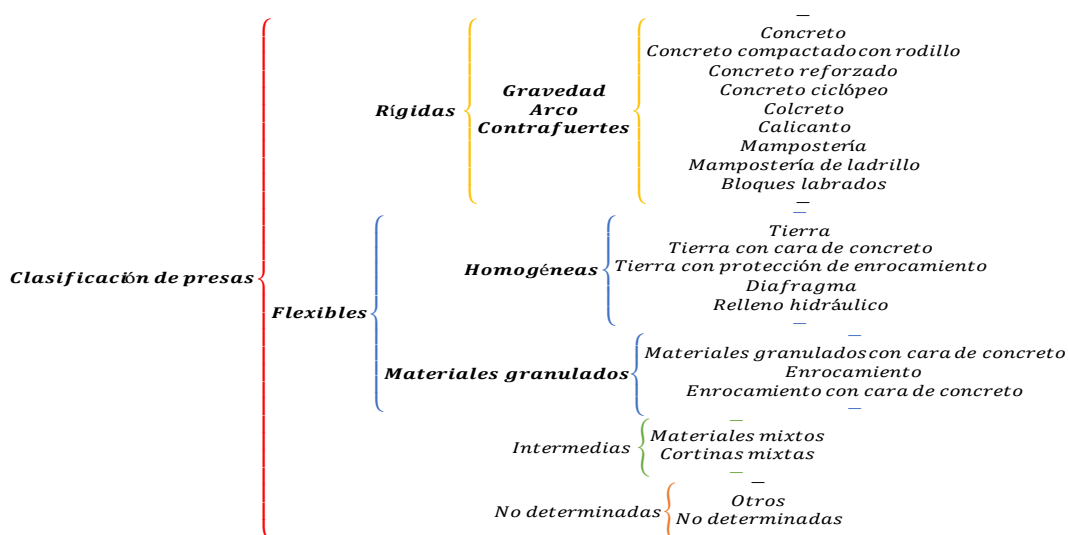 Clasificación de presas
Rígidas
Gravedad
Arco
Contrafuertes
Concreto
Concreto compactado con rodillo
Concreto reforzado
Concreto ciclópeo
Colcreto
Calicanto
Mampostería
Mampostería de ladrillo
Bloques labrados
Flexibles
Homogéneas
Tierra
Tierra con cara de concreto
Tierra con protección de enrocamiento
Diafragma
Relleno hidráulico
Materiales granulados
Materiales granulados con cara de concreto
Enrocamiento
Enrocamiento con cara de concreto
Intermedias
Materiales mixtos
Cortinas mixtas
No determinadas
Otros
No determinadas